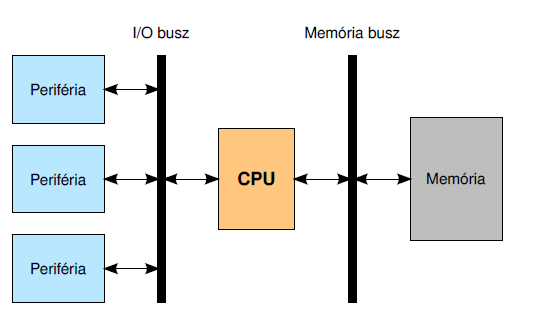 I/O busz
Memória busz
Periféria
Periféria
CPU
Memória
Periféria